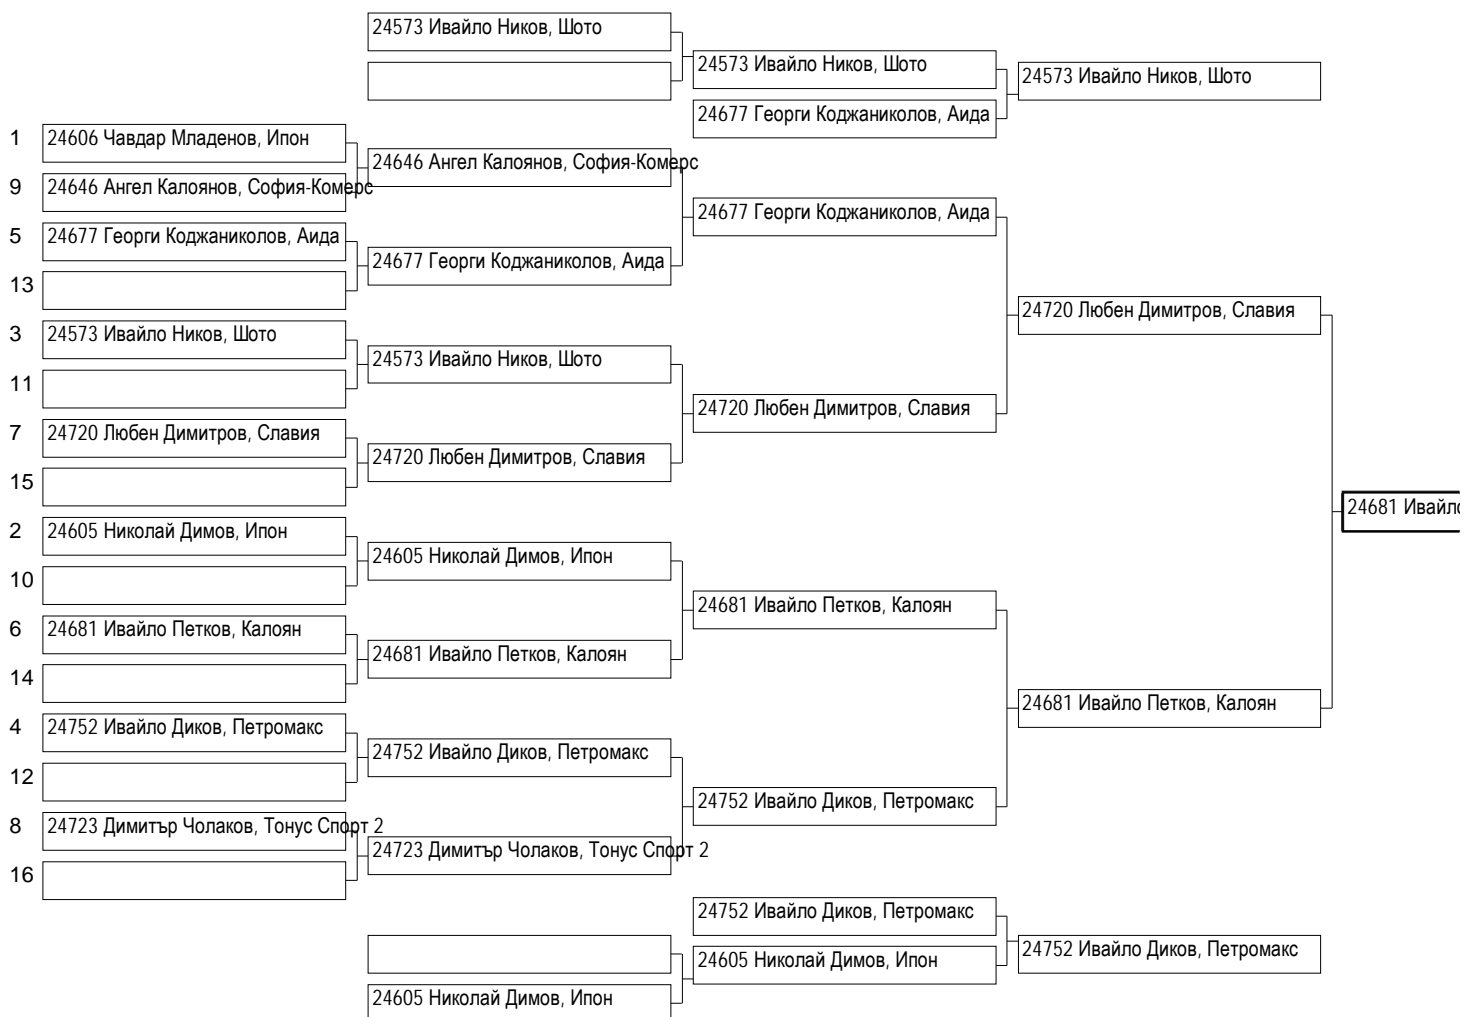 24573 Ивайло Ников, Шото
24573 Ивайло Ников, Шото
24573 Ивайло Ников, Шото
24677 Георги Коджаниколов, Аида
1 24606 Чавдар Младенов, Ипон
24646 Ангел Калоянов, София-Комерс
9 24646 Ангел Калоянов, София-Комерс
24677 Георги Коджаниколов, Аида
5 24677 Георги Коджаниколов, Аида
24677 Георги Коджаниколов, Аида
13
24720 Любен Димитров, Славия
3 24573 Ивайло Ников, Шото
24573 Ивайло Ников, Шото
11
24720 Любен Димитров, Славия
7 24720 Любен Димитров, Славия
24720 Любен Димитров, Славия
15
24681 Ивайло
2 24605 Николай Димов, Ипон
24605 Николай Димов, Ипон
10
24681 Ивайло Петков, Калоян
6 24681 Ивайло Петков, Калоян
24681 Ивайло Петков, Калоян
14
24681 Ивайло Петков, Калоян
4 24752 Ивайло Диков, Петромакс
24752 Ивайло Диков, Петромакс
12
24752 Ивайло Диков, Петромакс
8 24723 Димитър Чолаков, Тонус Спорт 2
24723 Димитър Чолаков, Тонус Спорт 2
16
24752 Ивайло Диков, Петромакс
24752 Ивайло Диков, Петромакс
24605 Николай Димов, Ипон
24605 Николай Димов, Ипон